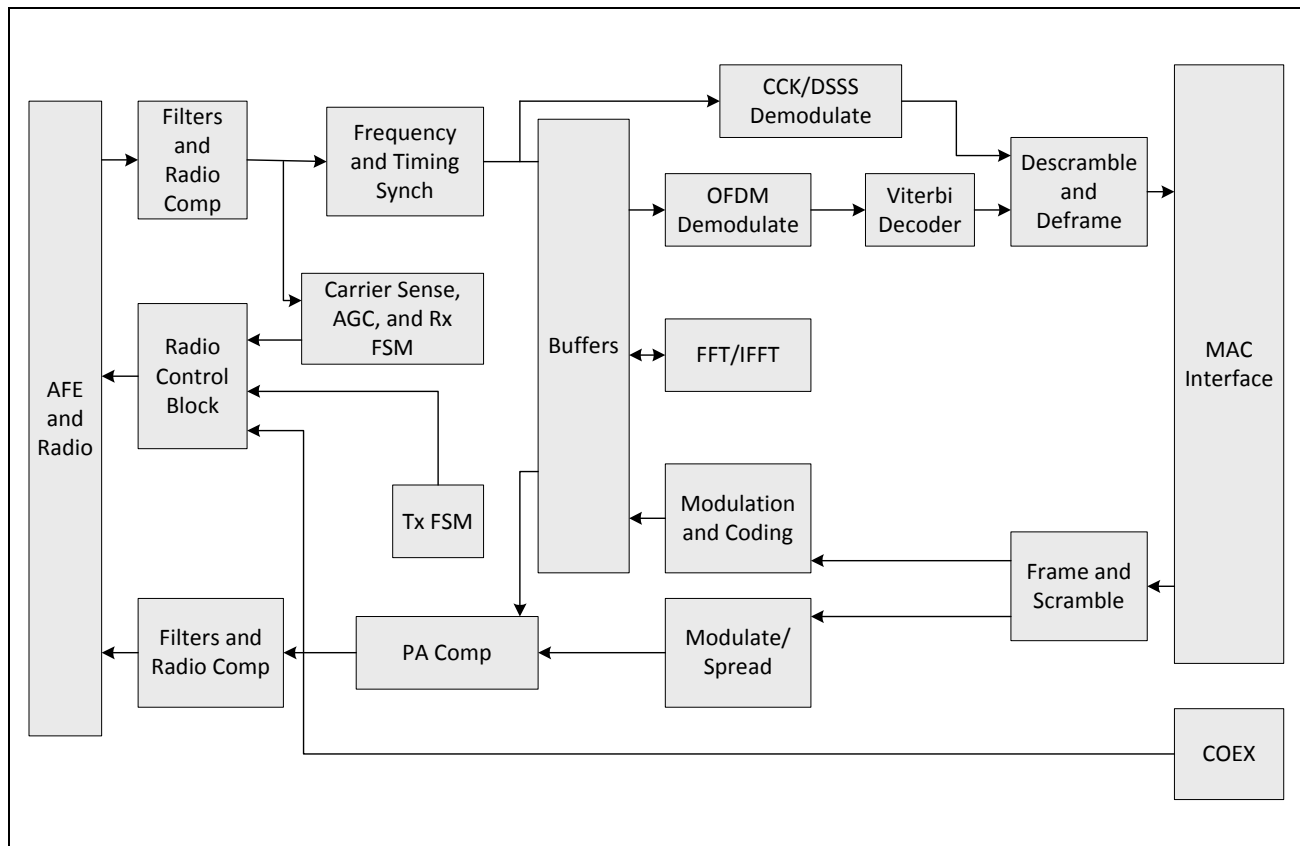 CCK/DSSS
Demodulate
Filters
and
Radio
Comp
Frequency
and Timing
Synch
Descramble
and
Deframe
OFDM
Demodulate
Viterbi
Decoder
Carrier Sense,
AGC, and Rx
FSM
Buffers
FFT/IFFT
MAC
Interface
AFE
and
Radio
Radio
Control
Block
Tx FSM
Modulation
and Coding
Frame and
Scramble
Filters and
Radio Comp
PA Comp
Modulate/
Spread
COEX